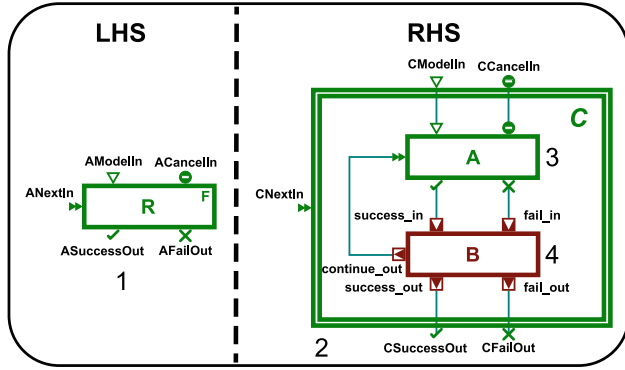 LHS
RHS
CModelIn
CCancelIn
C
AModelIn
ACancelIn
A
3
ANextIn
R
F
CNextIn
success_in
fail_in
ASuccessOut
AFailOut
B
4
1
continue_out
success_out
fail_out
2
CSuccessOut
CFailOut